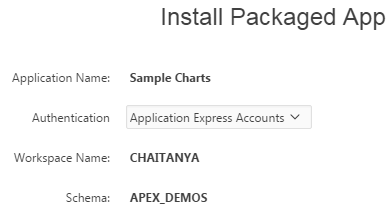 Install Packaged App
Application Name: Sample Charts
Authentication Application Express Accounts
Workspace Name: CHAITANYA
Schema: APEX_DEMOS